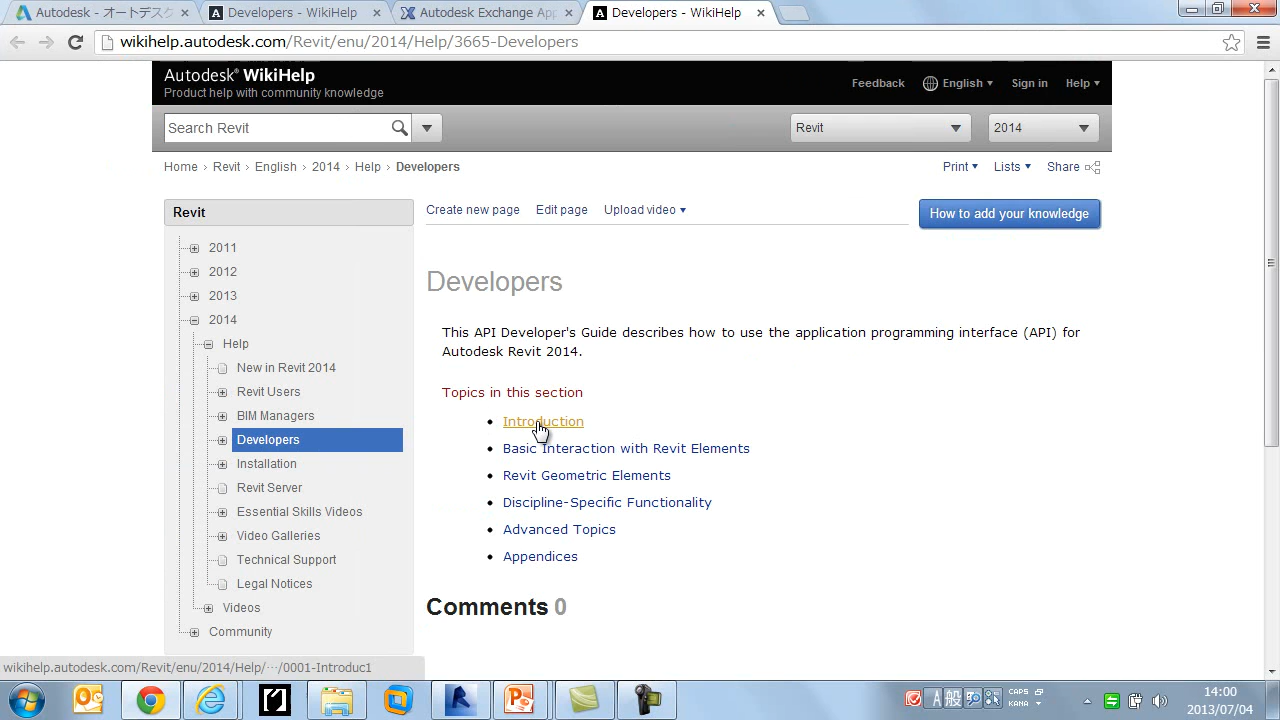 Autodesk - オートデスク
Developers - WikiHelp
Autodesk Exchange App
Developers - WikiHelp
wikihelp.autodesk.com/Revit/enu/2014/Help/3665-Developers
Autodesk® WikiHelp
Product help with community knowledge
Feedback English Sign in Help
Search Revit
Revit
2014
Home › Revit › English › 2014 › Help › Developers
Print Lists Share
Revit
Create new page Edit page Upload video
How to add your knowledge
2011
2012
2013
2014
Help
New in Revit 2014
Revit Users
BIM Managers
Developers
Installation
Revit Server
Essential Skills Videos
Video Galleries
Technical Support
Legal Notices
Videos
Community
Developers
This API Developer's Guide describes how to use the application programming interface (API) for
Autodesk Revit 2014.
Topics in this section
• Introduction
• Basic Interaction with Revit Elements
• Revit Geometric Elements
• Discipline-Specific Functionality
• Advanced Topics
• Appendices
Comments 0
wikihelp.autodesk.com/Revit/enu/2014/Help/…/0001-Introduc1
A 般
CAPS
KANA
14:00
2013/07/04